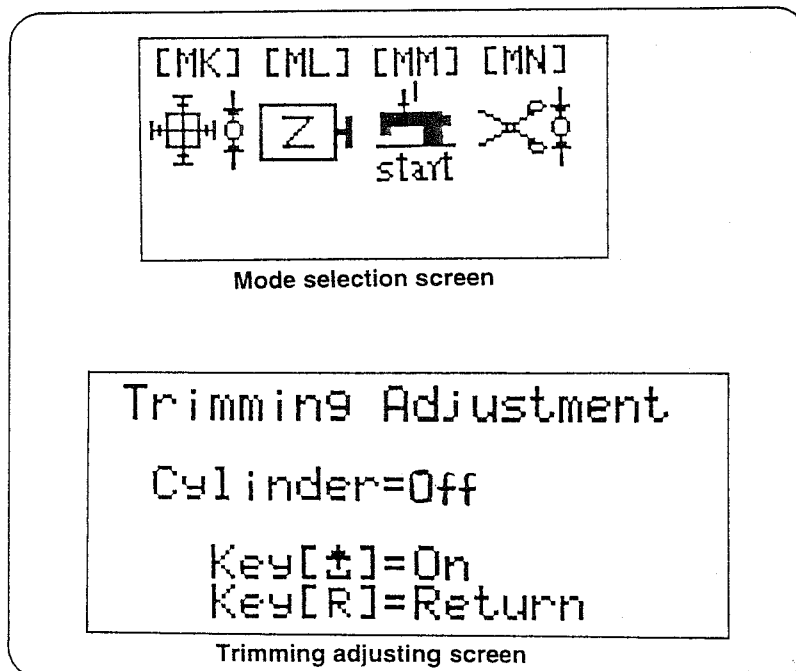 [MK] [ML] [MM] [MN]
Z
start
Mode selection screen
Trimming Adjustment
Cylinder=Off
Key[±]=On
Key[R]=Return
Trimming adjusting screen